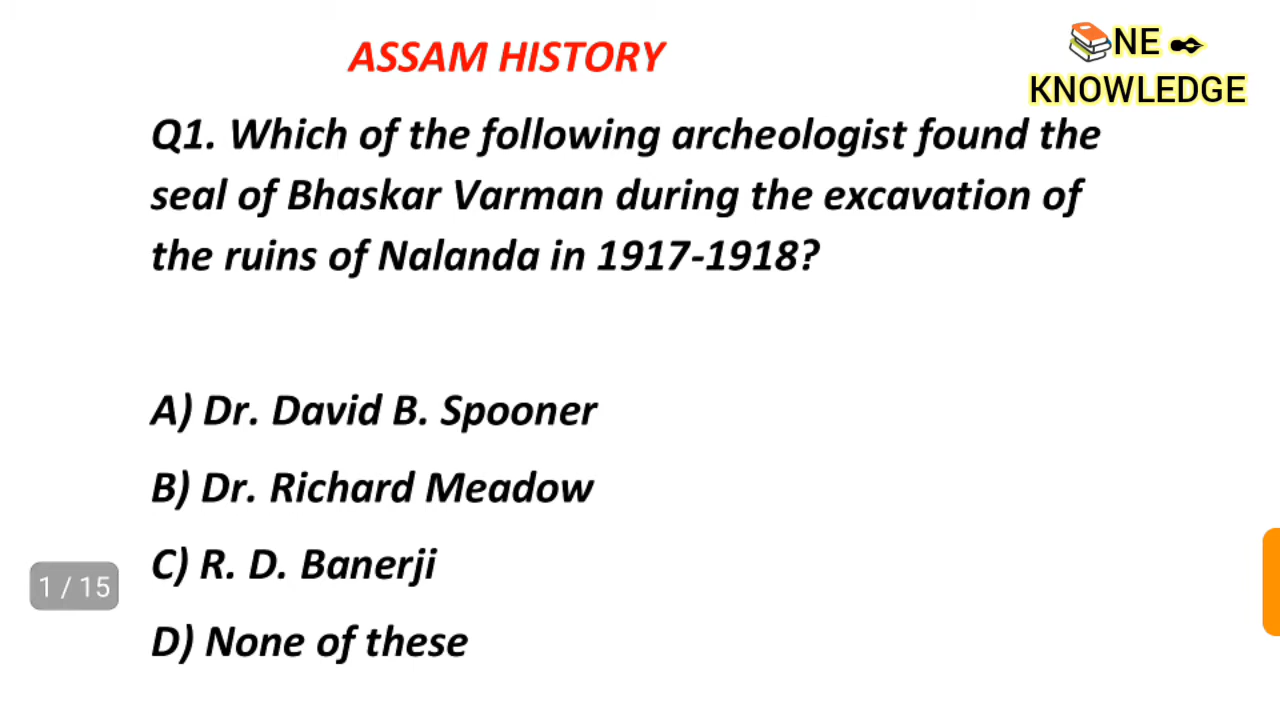 ASSAM HISTORY
NE
KNOWLEDGE
Q1. Which of the following archeologist found the
seal of Bhaskar Varman during the excavation of
the ruins of Nalanda in 1917-1918?
A) Dr. David B. Spooner
B) Dr. Richard Meadow
C) R. D. Banerji
1 / 15
D) None of these